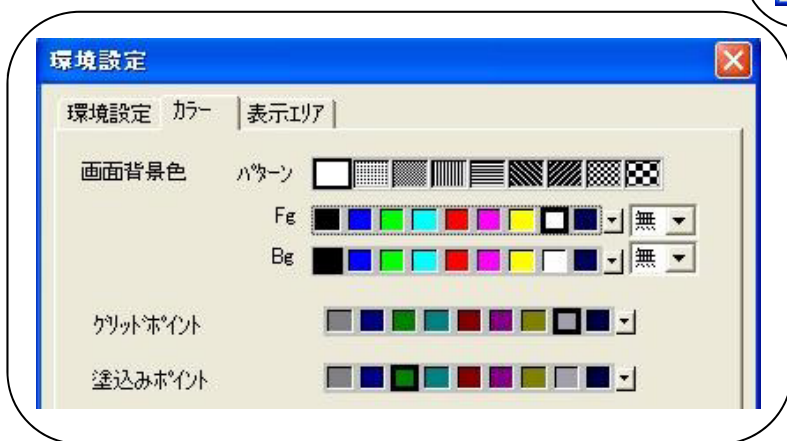 環境設定
環境設定 カラー 表示エリア
画面背景色 パターン
Fg 無
Bg 無
グリッドポイント
塗込みポイント